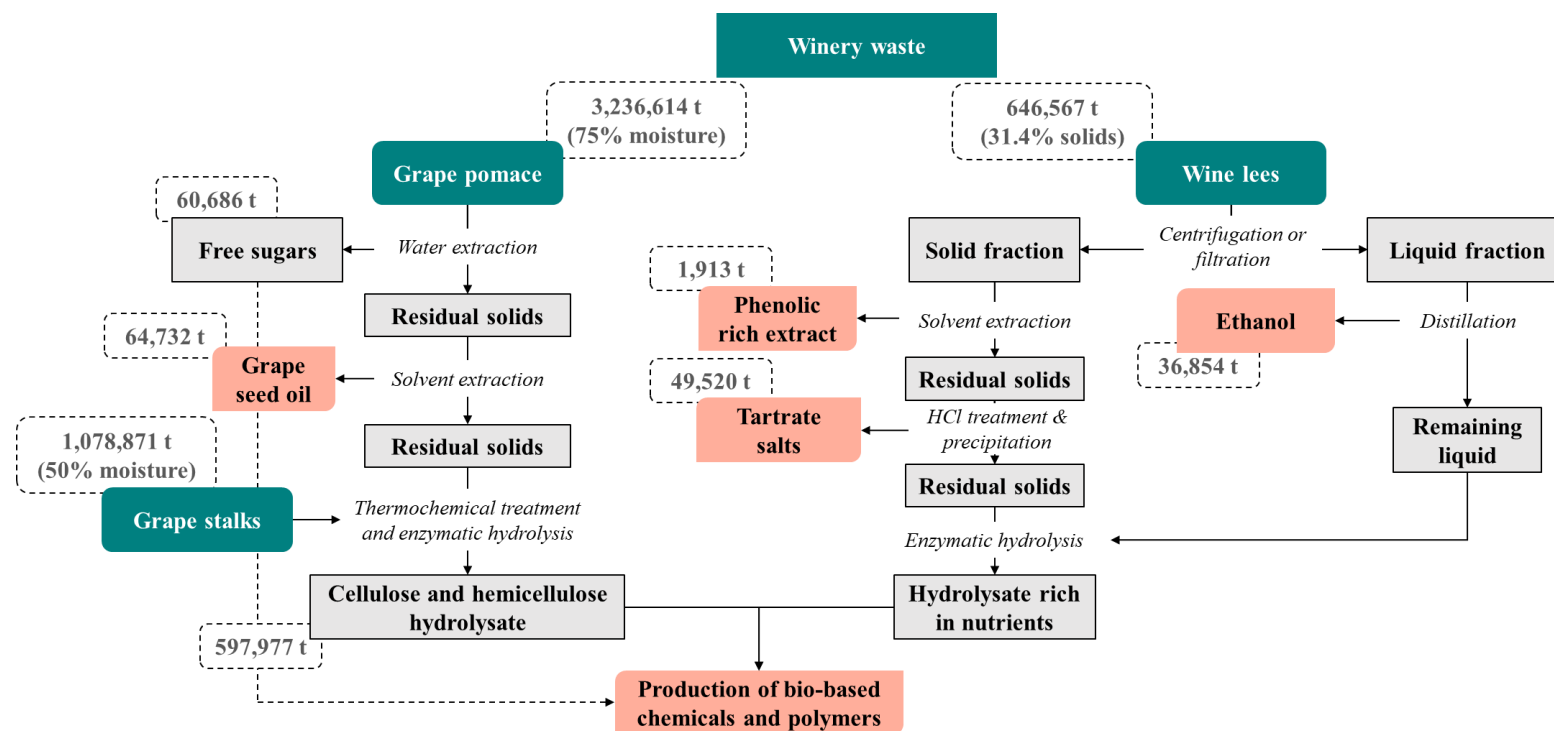 Winery waste
3,236,614 t
(75% moisture)
646,567 t
(31.4% solids)
Grape pomace
Wine lees
60,686 t
Free sugars
Water extraction
Solid fraction
Centrifugation or
filtration
Liquid fraction
1,913 t
Phenolic
rich extract
Solvent extraction
Ethanol
Distillation
36,854 t
Residual solids
64,732 t
Grape
seed oil
Solvent extraction
49,520 t
Residual solids
Tartrate
salts
HCl treatment &
precipitation
Remaining
liquid
Residual solids
1,078,871 t
(50% moisture)
Residual solids
Grape stalks
Thermochemical treatment
and enzymatic hydrolysis
Enzymatic hydrolysis
Cellulose and hemicellulose
hydrolysate
Hydrolysate rich
in nutrients
597,977 t
Production of bio-based
chemicals and polymers